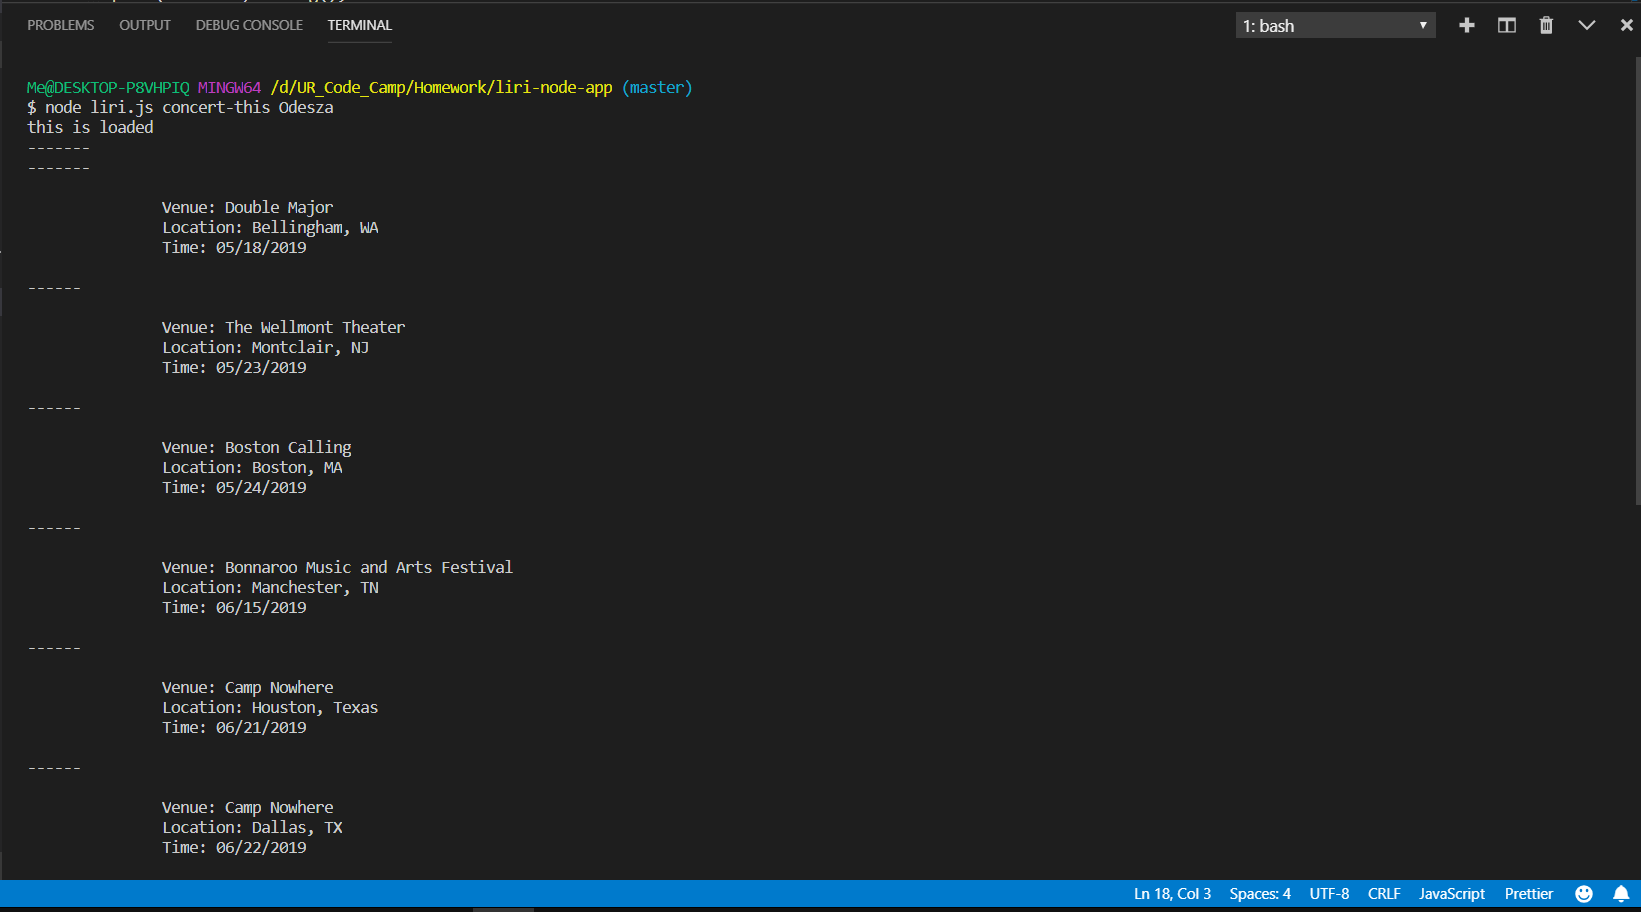 PROBLEMS OUTPUT DEBUG CONSOLE TERMINAL 1: bash
Me@DESKTOP-P8VHPIQ MINGW64 /d/UR_Code_Camp/Homework/liri-node-app (master)
$ node liri.js concert-this Odesza
this is loaded
-------
-------
Venue: Double Major
Location: Bellingham, WA
Time: 05/18/2019
------
Venue: The Wellmont Theater
Location: Montclair, NJ
Time: 05/23/2019
------
Venue: Boston Calling
Location: Boston, MA
Time: 05/24/2019
------
Venue: Bonnaroo Music and Arts Festival
Location: Manchester, TN
Time: 06/15/2019
------
Venue: Camp Nowhere
Location: Houston, Texas
Time: 06/21/2019
------
Venue: Camp Nowhere
Location: Dallas, TX
Time: 06/22/2019
Ln 18, Col 3 Spaces: 4 UTF-8 CRLF JavaScript Prettier